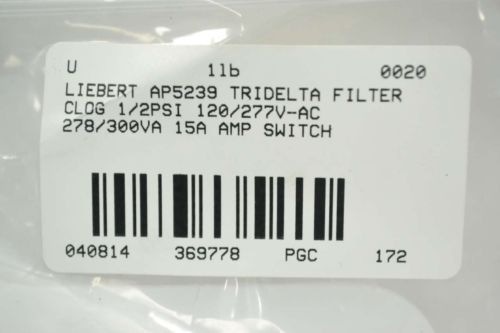 U 1lb 0020
LIEBERT AP5239 TRIDELTA FILTER
CLOG 1/2PSI 120/277V-AC
278/300VA 15A AMP SWITCH
040814 369778 PGC 172